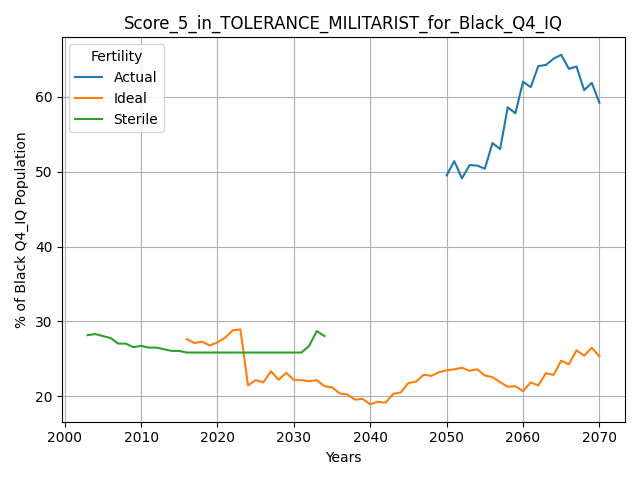 Score_5_in_TOLERANCE_MILITARIST_for_Black_Q4_IQ
Fertility
Actual
Ideal
Sterile
% of Black Q4_IQ Population
60
50
40
30
20
2000
2010
2020
2030
2040
2050
2060
2070
Years